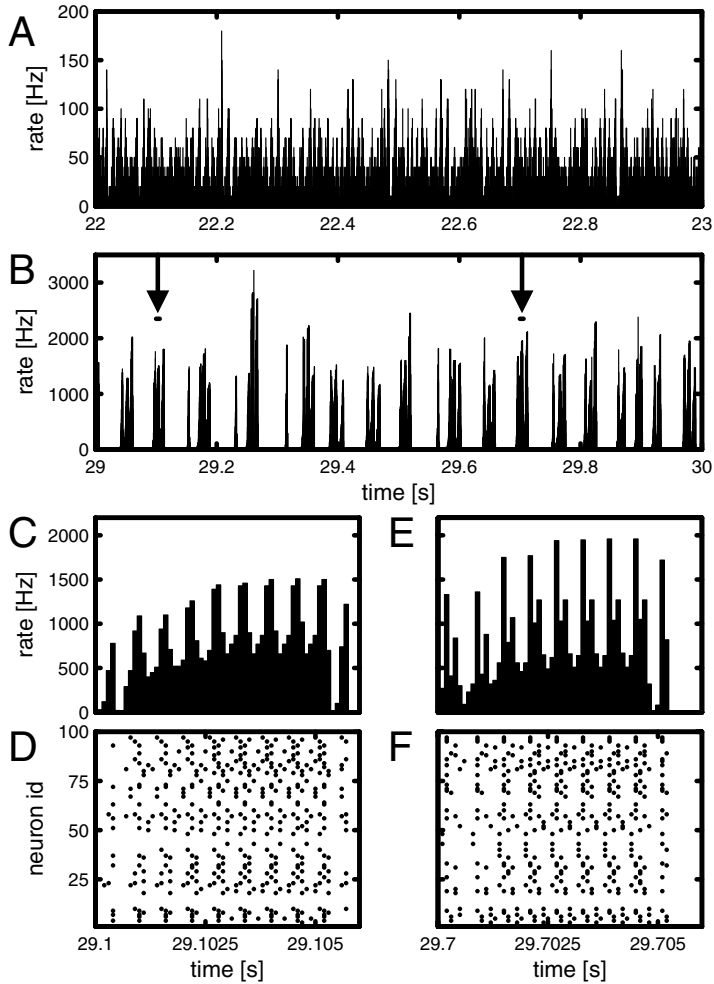 A
200
150
100
50
0
rate [Hz]
22 22.2 22.4 22.6 22.8 23
B
3000
2000
1000
0
rate [Hz]
29 29.2 29.4 29.6 29.8 30
time [s]
C
2000
1500
1000
500
0
rate [Hz]
E
D
100
75
50
25
neuron id
29.1 29.1025 29.105
time [s]
F
29.7 29.7025 29.705
time [s]